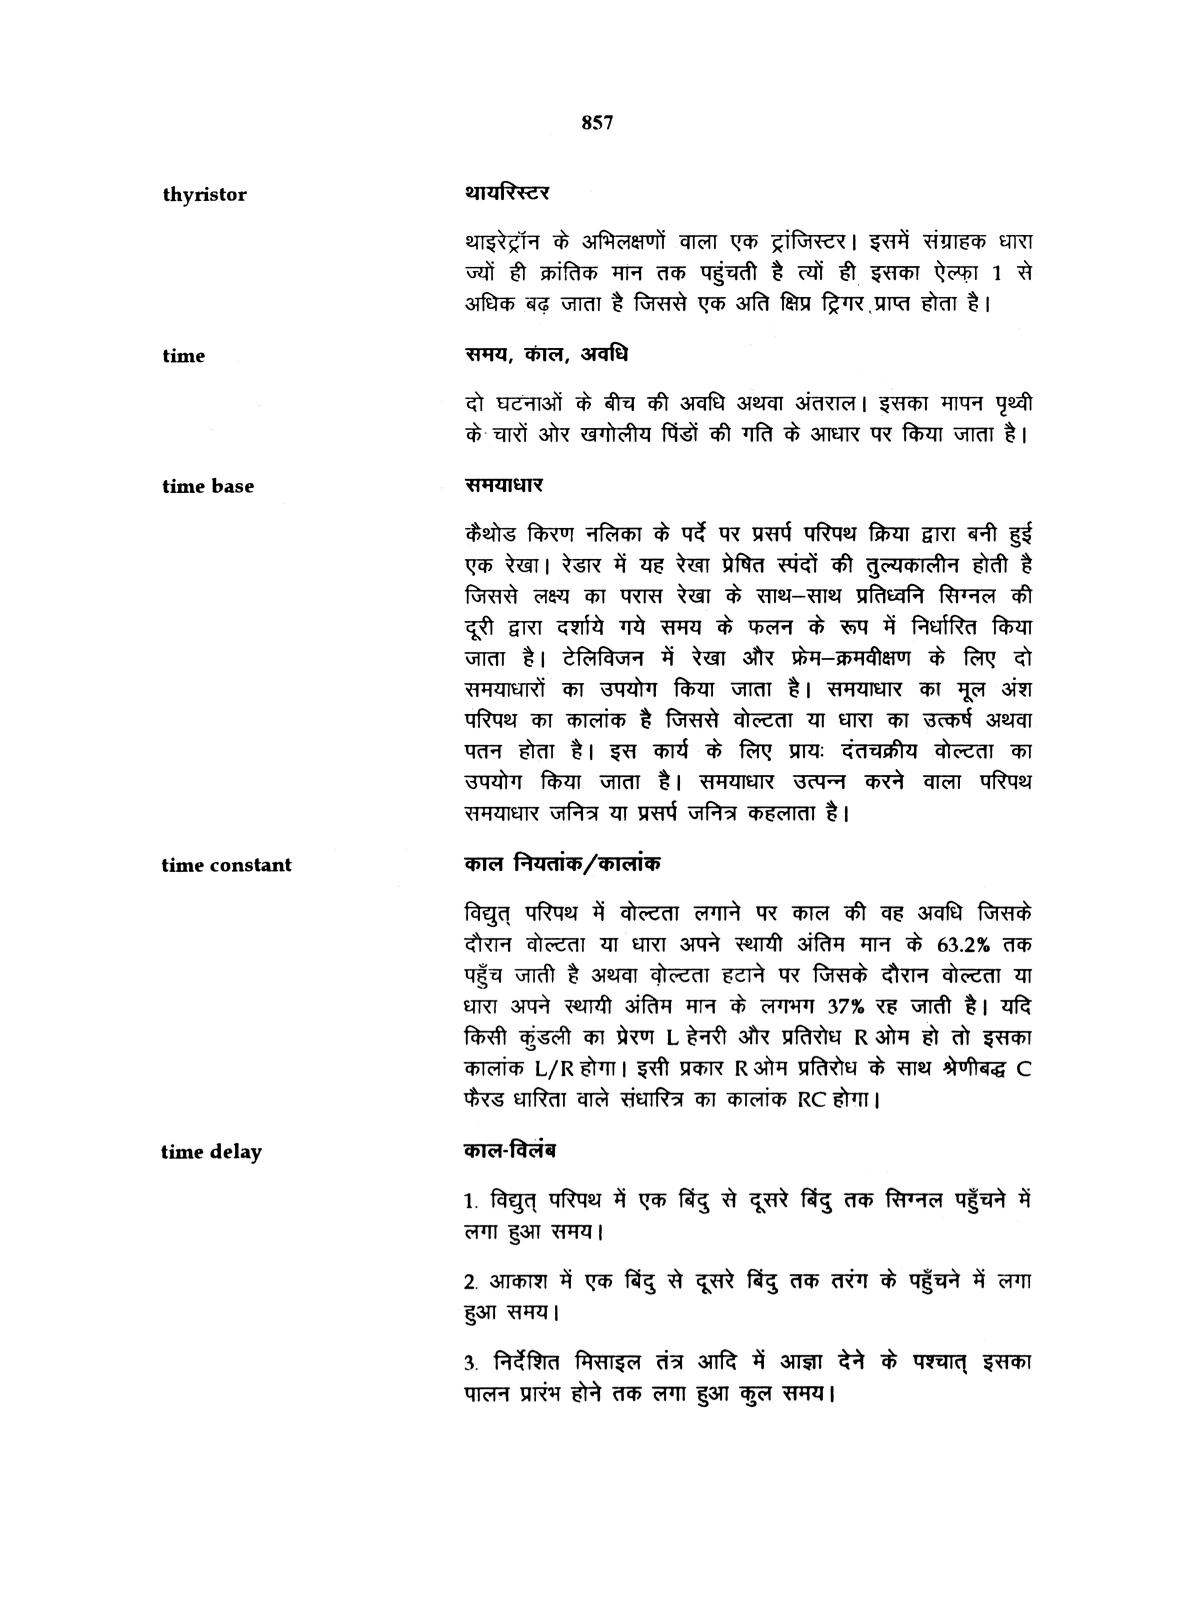 857
thyristor थायरिस्टर
थाइरेट्रॉन के अभिलक्षणों वाला एक ट्रांजिस्टर। इसमें संग्राहक धारा
ज्यों ही क्रांतिक मान तक पहुंचती है त्यों ही इसका ऐल्फ़ा 1 से
अधिक बढ़ जाता है जिससे एक अति क्षिप्र ट्रिगर प्राप्त होता है।
time समय, काल, अवधि
दो घटनाओं के बीच की अवधि अथवा अंतराल। इसका मापन पृथ्वी
के चारों ओर खगोलीय पिंडों की गति के आधार पर किया जाता है।
time base समयाधार
कैथोड किरण नलिका के पर्दे पर प्रसर्प परिपथ क्रिया द्वारा बनी हुई
एक रेखा। रेडार में यह रेखा प्रेषित स्पंदों की तुल्यकालीन होती है
जिससे लक्ष्य का परास रेखा के साथ–साथ प्रतिध्वनि सिग्नल की
दूरी द्वारा दर्शाये गये समय के फलन के रूप में निर्धारित किया
जाता है। टेलिविजन में रेखा और फ्रेम–क्रमवीक्षण के लिए दो
समयाधारों का उपयोग किया जाता है। समयाधार का मूल अंश
परिपथ का कालांक है जिससे वोल्टता या धारा का उत्कर्ष अथवा
पतन होता है। इस कार्य के लिए प्रायः दंतचक्रीय वोल्टता का
उपयोग किया जाता है। समयाधार उत्पन्न करने वाला परिपथ
समयाधार जनित्र या प्रसर्प जनित्र कहलाता है।
time constant काल नियतांक/कालांक
विद्युत् परिपथ में वोल्टता लगाने पर काल की वह अवधि जिसके
दौरान वोल्टता या धारा अपने स्थायी अंतिम मान के 63.2% तक
पहुँच जाती है अथवा वोल्टता हटाने पर जिसके दौरान वोल्टता या
धारा अपने स्थायी अंतिम मान के लगभग 37% रह जाती है। यदि
किसी कुंडली का प्रेरण L हेनरी और प्रतिरोध R ओम हो तो इसका
कालांक L/R होगा। इसी प्रकार R ओम प्रतिरोध के साथ श्रेणीबद्ध C
फैरड धारिता वाले संधारित्र का कालांक RC होगा।
time delay काल-विलंब
1. विद्युत् परिपथ में एक बिंदु से दूसरे बिंदु तक सिग्नल पहुँचने में
लगा हुआ समय।
2. आकाश में एक बिंदु से दूसरे बिंदु तक तरंग के पहुँचने में लगा
हुआ समय।
3. निर्देशित मिसाइल तंत्र आदि में आज्ञा देने के पश्चात् इसका
पालन प्रारंभ होने तक लगा हुआ कुल समय।